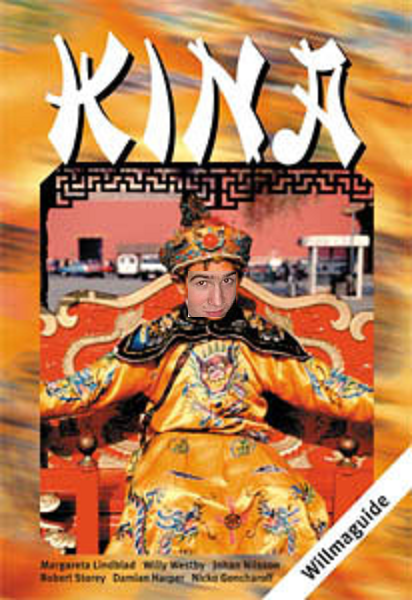 KINA
Margareta Lindblad Willy Westby Johan Nilsson
Robert Storey Damian Harper Nicko Goncharoff
Willmaguide